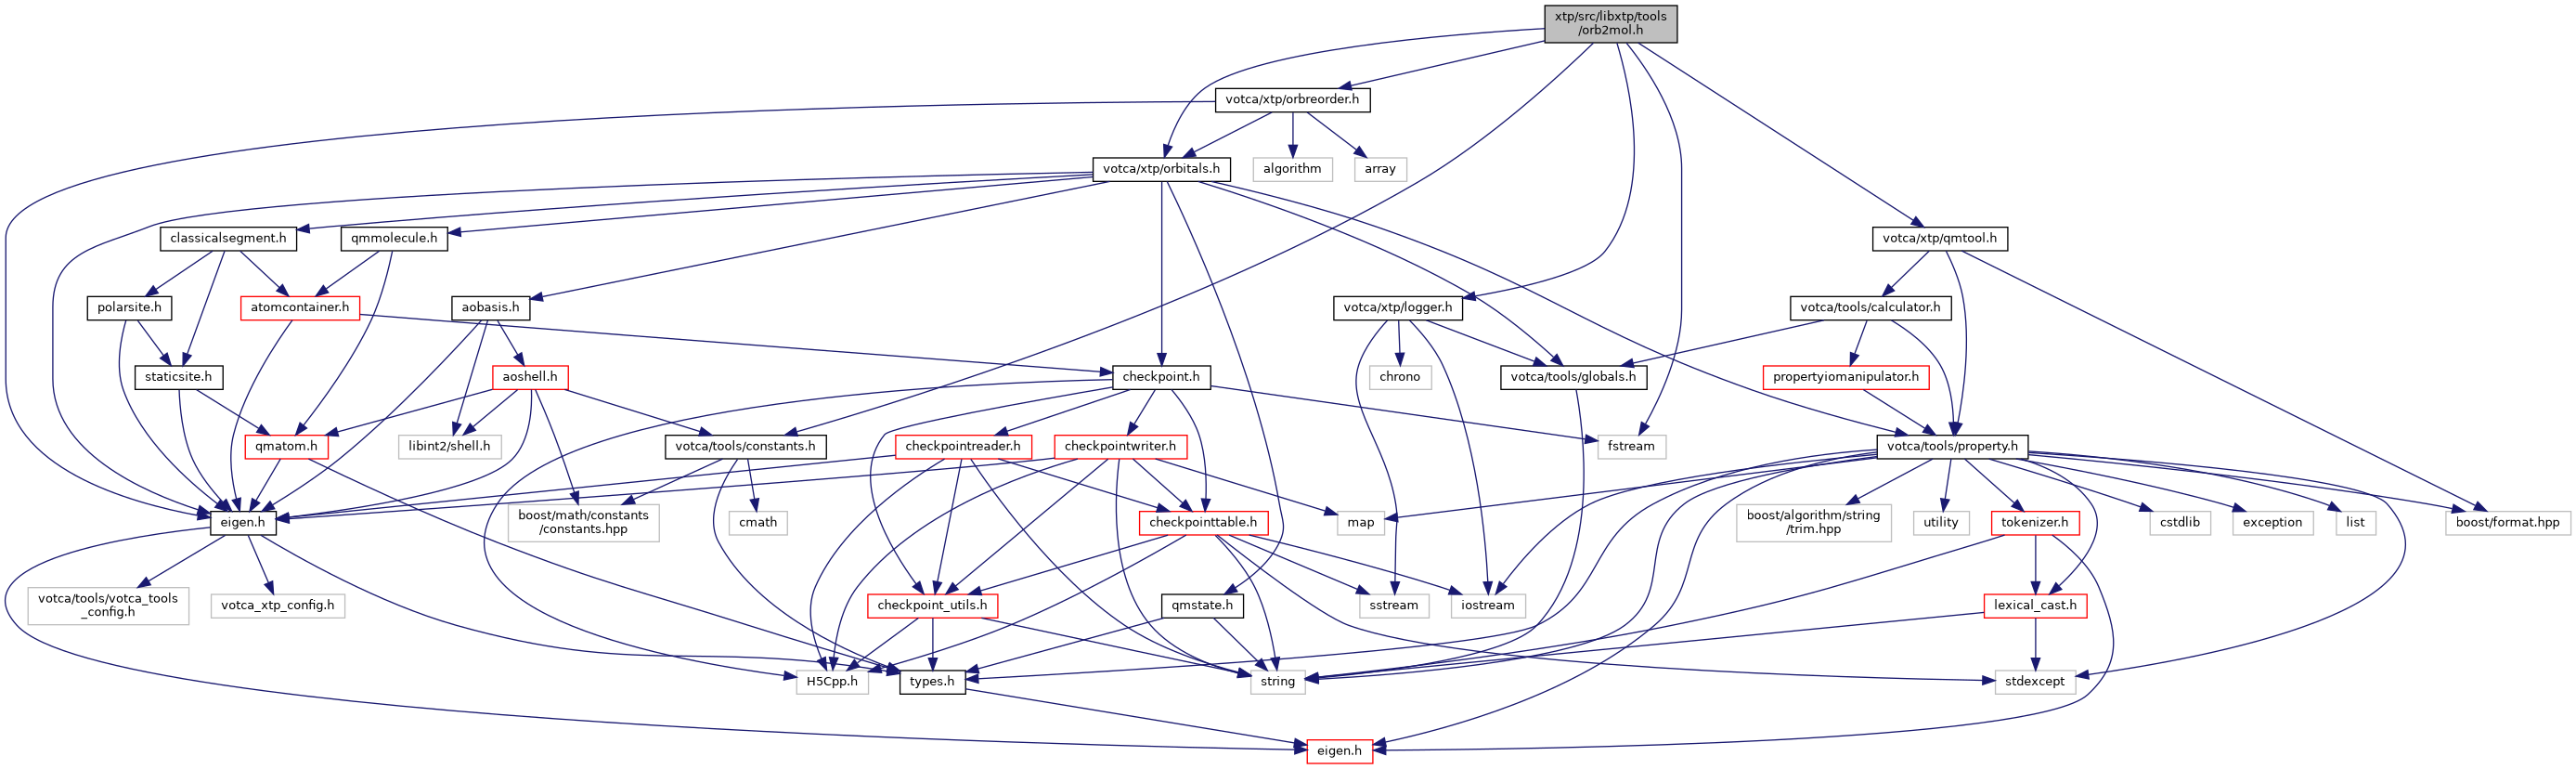 xtp/src/libxtp/tools
/orb2mol.h
votca/xtp/orbreorder.h
votca/xtp/orbitals.h
algorithm
array
classicalsegment.h
qmmolecule.h
votca/xtp/qmtool.h
polarsite.h
atomcontainer.h
aobasis.h
votca/xtp/logger.h
votca/tools/calculator.h
staticsite.h
aoshell.h
checkpoint.h
chrono
votca/tools/globals.h
propertyiomanipulator.h
qmatom.h
libint2/shell.h
votca/tools/constants.h
checkpointreader.h
checkpointwriter.h
fstream
votca/tools/property.h
eigen.h
boost/math/constants
/constants.hpp
cmath
checkpointtable.h
map
boost/algorithm/string
/trim.hpp
utility
tokenizer.h
cstdlib
exception
list
boost/format.hpp
votca/tools/votca_tools
_config.h
votca_xtp_config.h
checkpoint_utils.h
qmstate.h
sstream
iostream
lexical_cast.h
H5Cpp.h
types.h
string
stdexcept
eigen.h